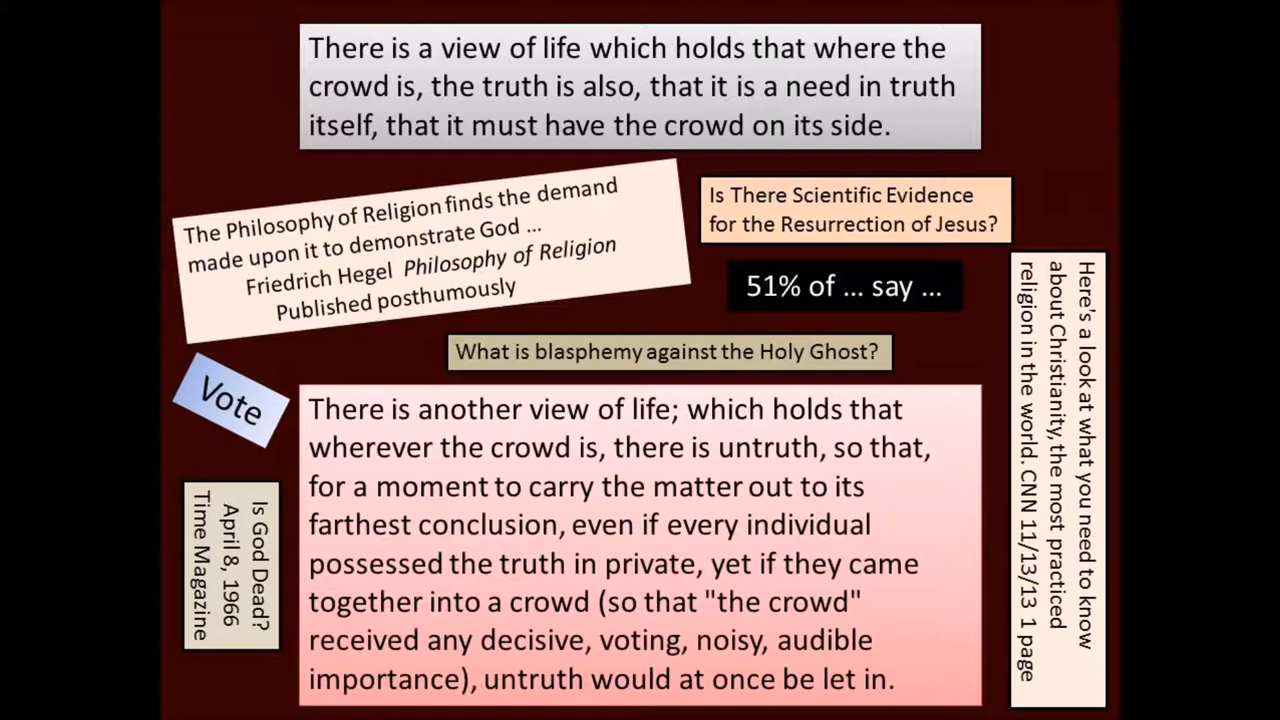 There is a view of life which holds that where the
crowd is, the truth is also, that it is a need in truth
itself, that it must have the crowd on its side.
The Philosophy of Religion finds the demand
made upon it to demonstrate God ...
Friedrich Hegel Philosophy of Religion
Published posthumously
Is There Scientific Evidence
for the Resurrection of Jesus?
51% of ... say ...
What is blasphemy against the Holy Ghost?
Vote
There is another view of life; which holds that
wherever the crowd is, there is untruth, so that,
for a moment to carry the matter out to its
farthest conclusion, even if every individual
possessed the truth in private, yet if they came
together into a crowd (so that "the crowd"
received any decisive, voting, noisy, audible
importance), untruth would at once be let in.
Is God Dead?
April 8, 1966
Time Magazine
Here's a look at what you need to know
about Christianity, the most practiced
religion in the world. CNN 11/13/13 1 page